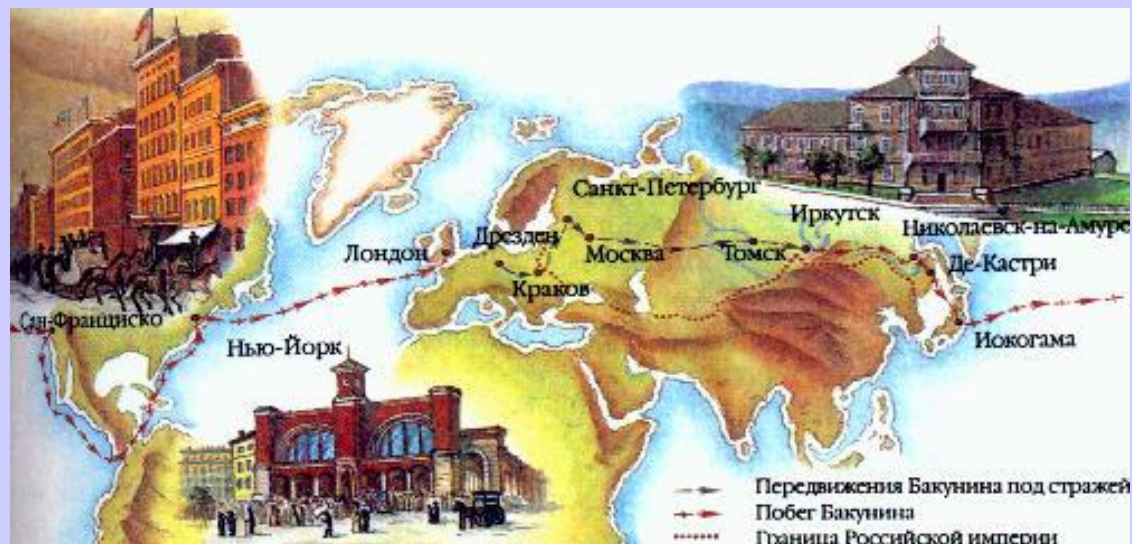 Санкт-Петербург
Иркутск
Николаевск-на-Амуре
Лондон
Дрезден
Москва
Томск
Де-Кастри
Краков
Сан-Франциско
Нью-Йорк
Иокогама
Передвижения Бакунина под стражей
Побег Бакунина
Граница Российской империи